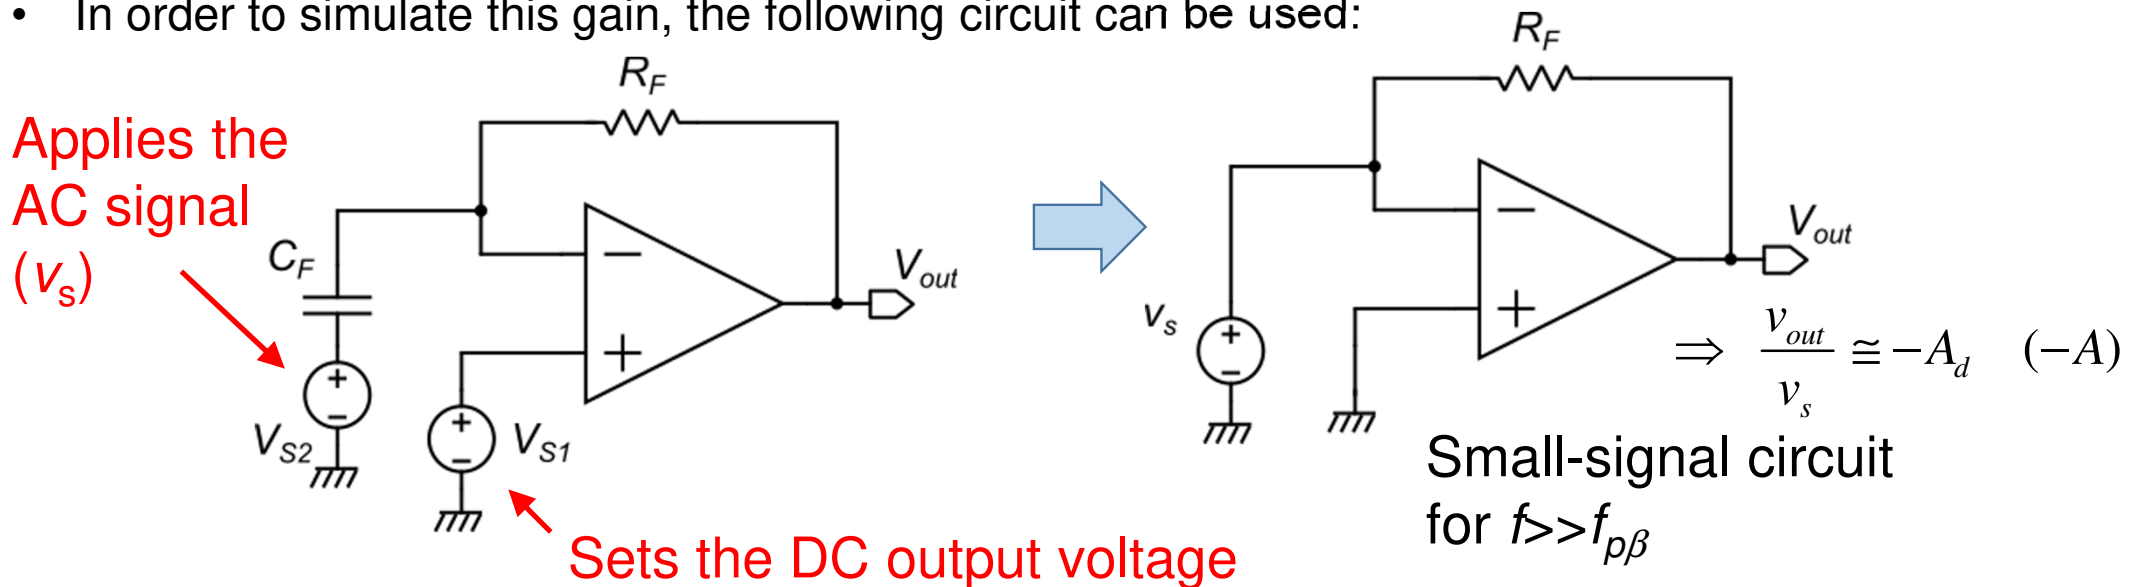 • In order to simulate this gain, the following circuit can be used:
R_F
R_F
Applies the
AC signal
(v_s)
C_F
V_out
V_out
v_s
⇒ v_out / v_s ≅ −A_d (−A)
V_S2
V_S1
Small-signal circuit
for f>>f_pβ
Sets the DC output voltage